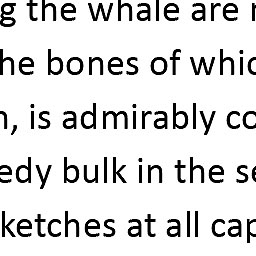 g the whale are
he bones of whic
, is admirably co
edy bulk in the se
ketches at all cap